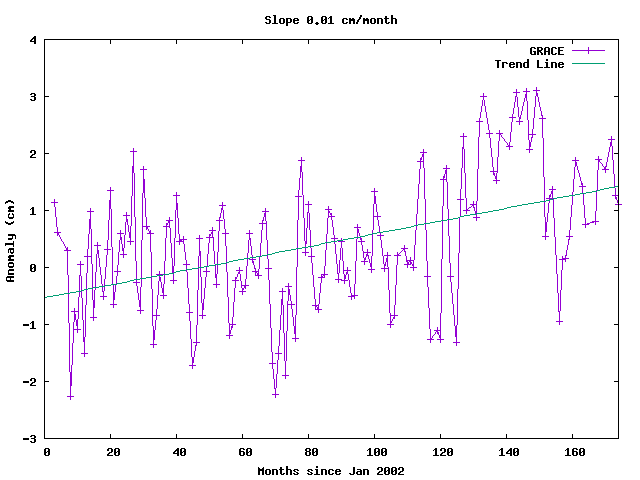 Slope 0.01 cm/month
GRACE
Trend Line
4
3
2
1
0
-1
-2
-3
Anomaly (cm)
0 20 40 60 80 100 120 140 160
Months since Jan 2002